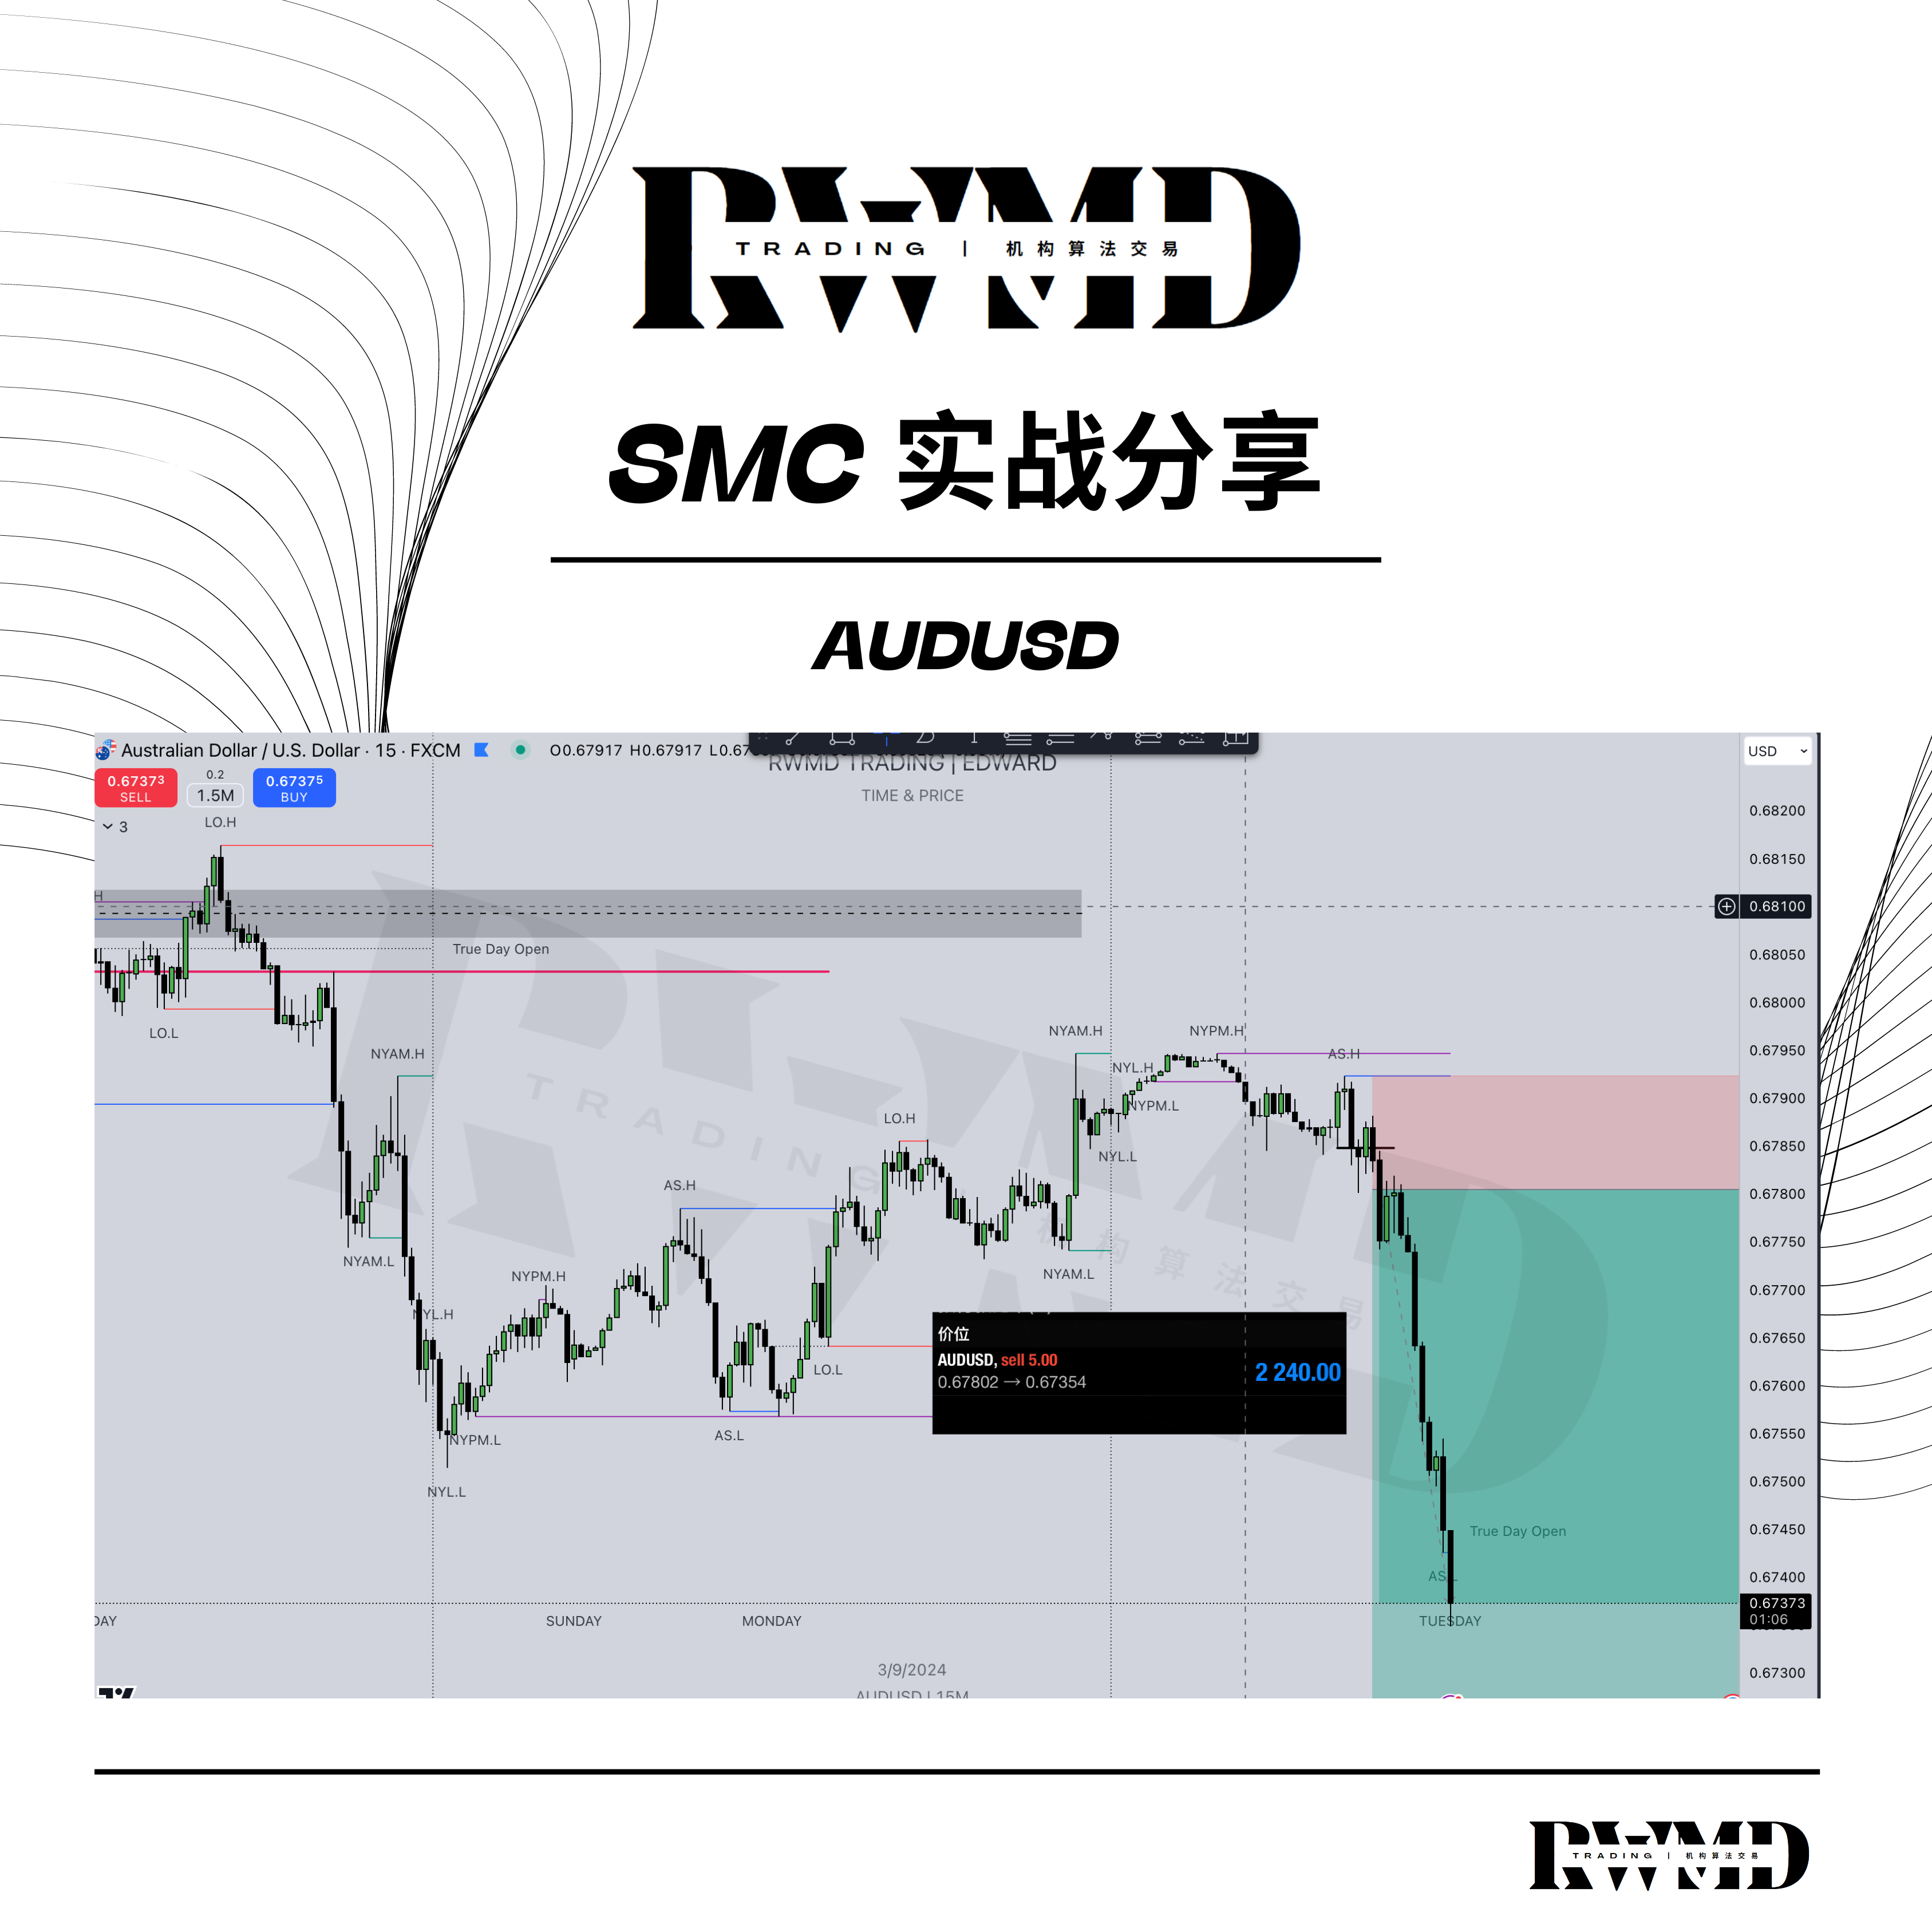 RWMD
TRADING | 机构算法交易
SMC 实战分享
AUDUSD
Australian Dollar / U.S. Dollar · 15 · FXCM
O0.67917 H0.67917 L0.67
RWMD TRADING | EDWARD
TIME & PRICE
USD
0.67373
SELL
0.2
1.5M
0.67375
BUY
3
LO.H
H
True Day Open
LO.L
NYAM.H
NYAM.L
NYL.H
NYPM.H
NYPM.L
NYL.L
AS.H
AS.L
LO.H
LO.L
NYAM.H
NYAM.L
NYL.H
NYPM.H
NYPM.L
NYL.L
AS.H
True Day Open
AS.L
价位
AUDUSD, sell 5.00
0.67802 → 0.67354
2 240.00
TRADING
机构算法交易
0.68200
0.68150
0.68100
0.68050
0.68000
0.67950
0.67900
0.67850
0.67800
0.67750
0.67700
0.67650
0.67600
0.67550
0.67500
0.67450
0.67400
0.67373
01:06
0.67300
DAY
SUNDAY
MONDAY
TUESDAY
3/9/2024
AUDUSD | 15M
RWMD
TRADING | 机构算法交易